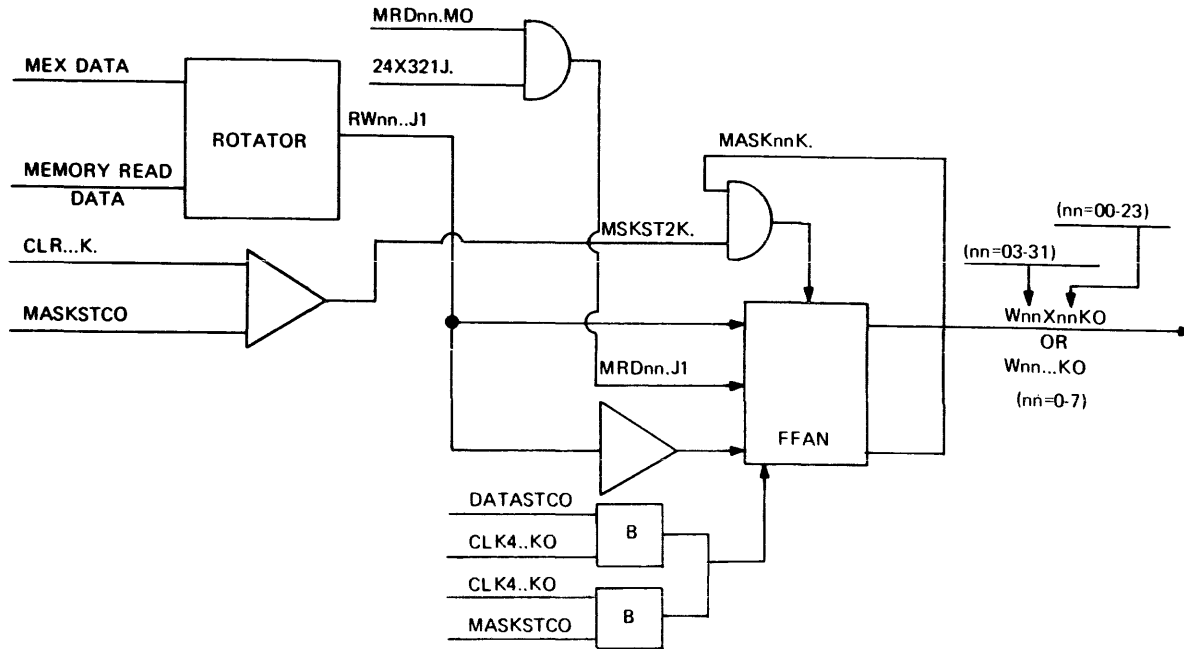 MRDnn.MO
24X321J.
MEX DATA
ROTATOR
RWnn..J1
MEMORY READ
DATA
MASKnnK.
CLR...K.
MSKST2K.
MASKSTCO
(nn=00-23)
(nn=03-31)
WnnXnnKO
OR
Wnn...KO
(nn=0-7)
MRDnn.J1
FFAN
DATASTCO
B
CLK4..KO
CLK4..KO
B
MASKSTCO